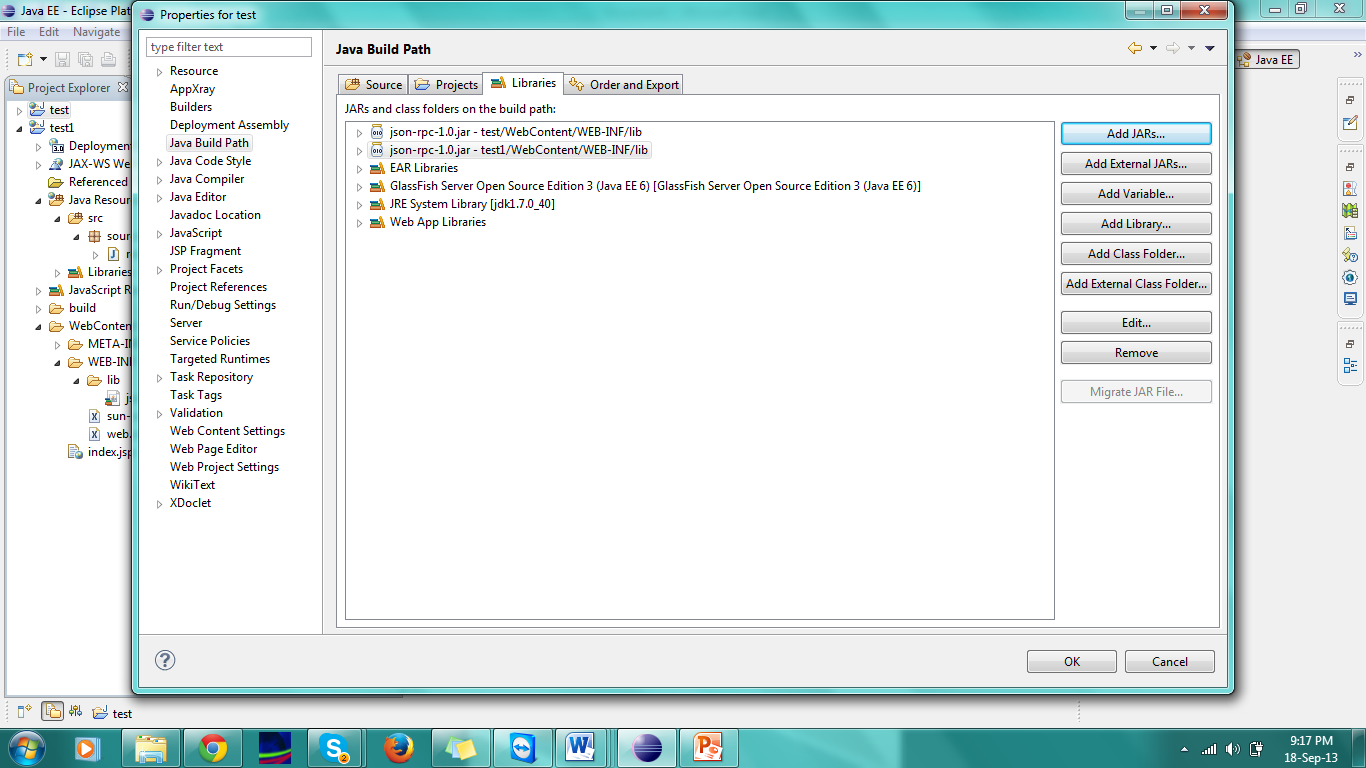 Java EE - Eclipse Plat
Properties for test
File Edit Navigate
Java EE
Project Explorer
test
test1
Deployment
JAX-WS We
Referenced
Java Resour
src
sour
Libraries
JavaScript R
build
WebConten
META-IN
WEB-INF
lib
sun-
web.
index.jsp
test
type filter text
Resource
AppXray
Builders
Deployment Assembly
Java Build Path
Java Code Style
Java Compiler
Java Editor
Javadoc Location
JavaScript
JSP Fragment
Project Facets
Project References
Run/Debug Settings
Server
Service Policies
Targeted Runtimes
Task Repository
Task Tags
Validation
Web Content Settings
Web Page Editor
Web Project Settings
WikiText
XDoclet
Java Build Path
Source Projects Libraries Order and Export
JARs and class folders on the build path:
json-rpc-1.0.jar - test/WebContent/WEB-INF/lib
json-rpc-1.0.jar - test1/WebContent/WEB-INF/lib
EAR Libraries
GlassFish Server Open Source Edition 3 (Java EE 6) [GlassFish Server Open Source Edition 3 (Java EE 6)]
JRE System Library [jdk1.7.0_40]
Web App Libraries
Add JARs...
Add External JARs...
Add Variable...
Add Library...
Add Class Folder...
Add External Class Folder...
Edit...
Remove
Migrate JAR File...
OK Cancel
9:17 PM
18-Sep-13